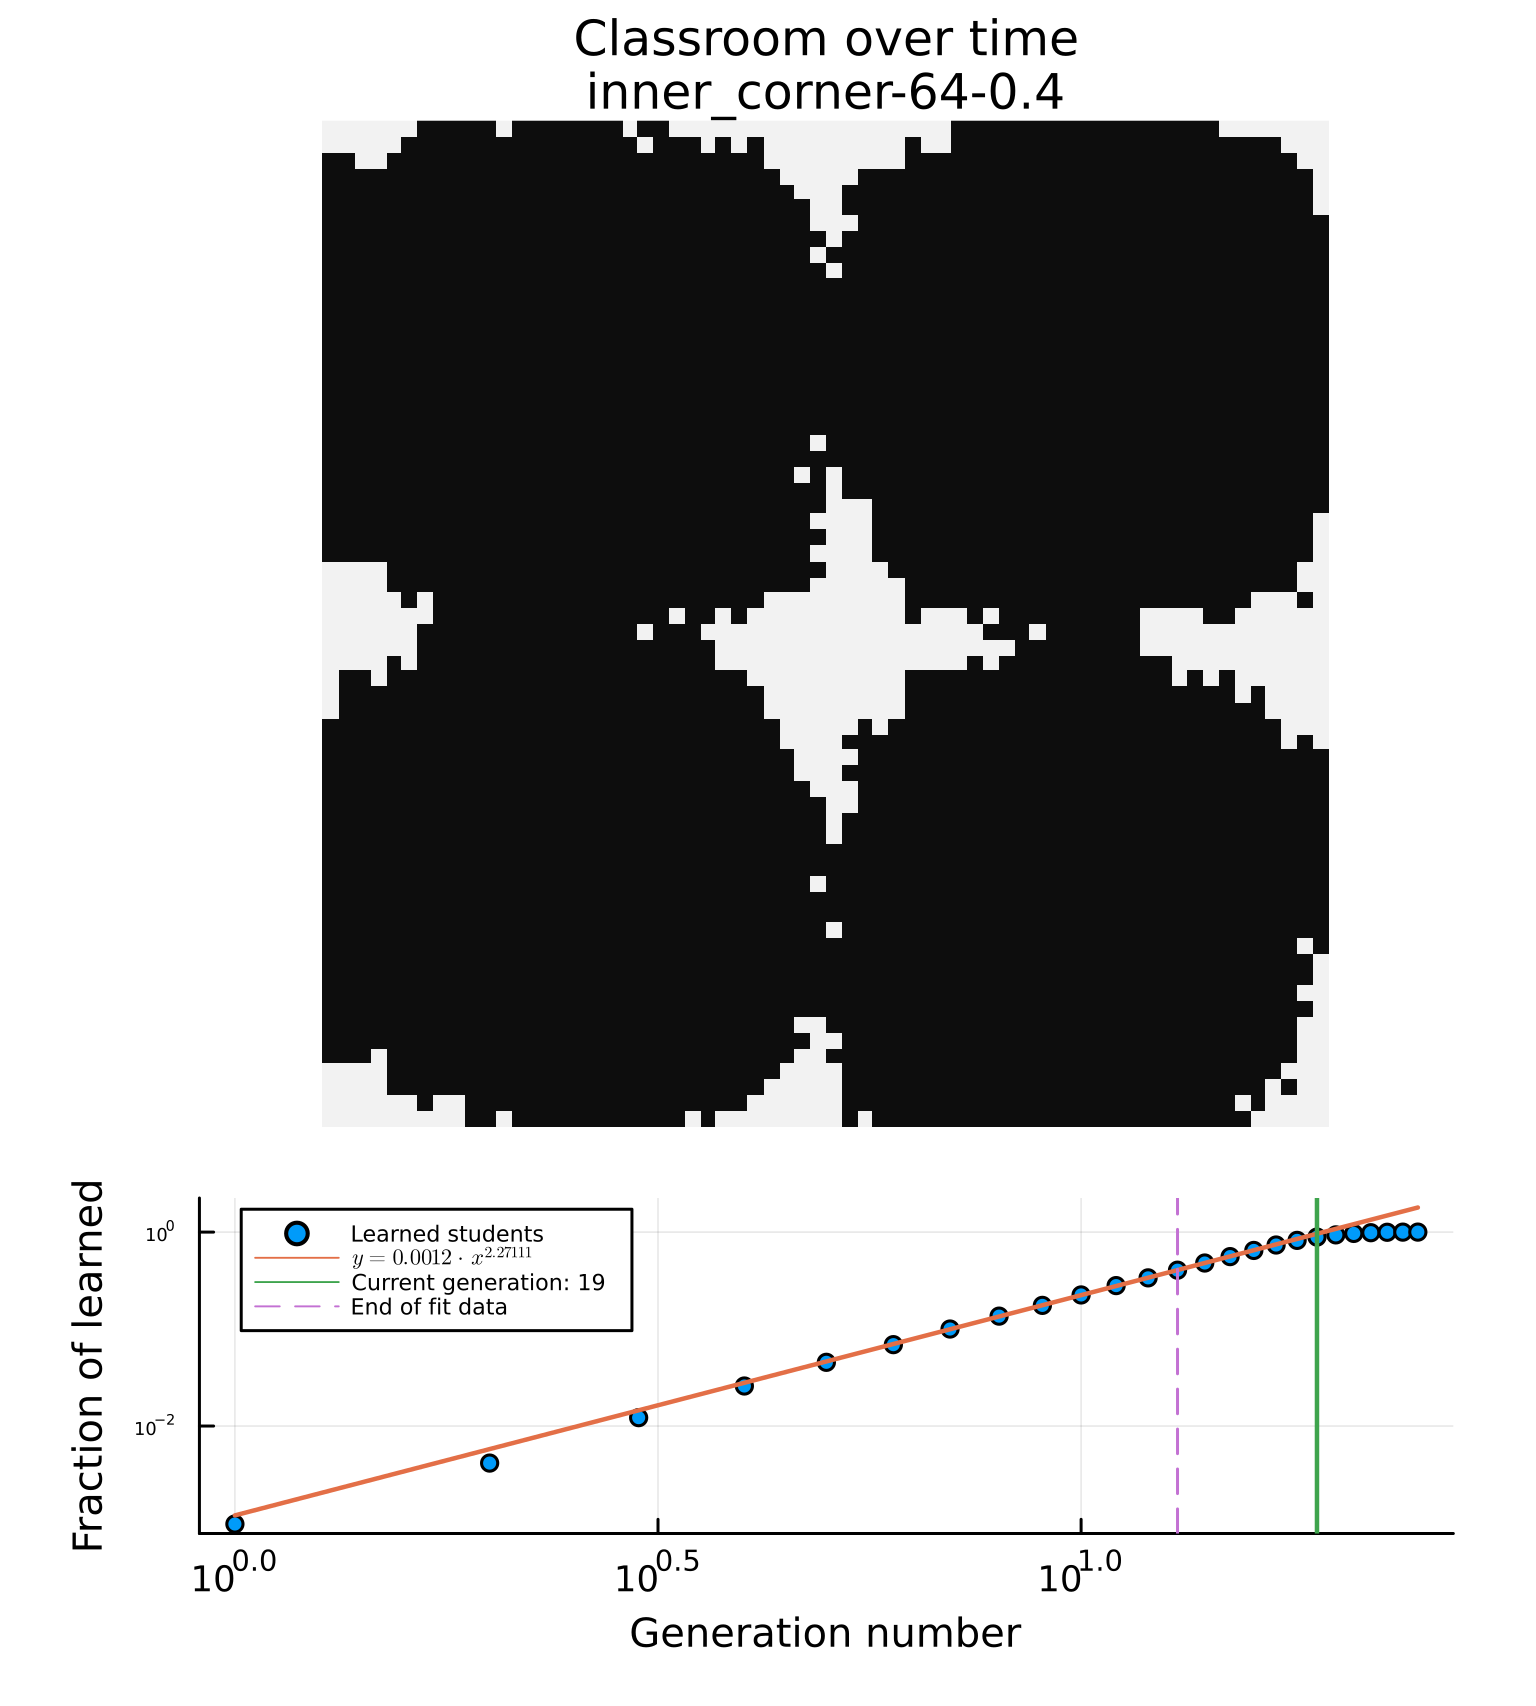 Classroom over time
inner_corner-64-0.4
Fraction of learned
10^0
10^-2
Learned students
y = 0.0012 · x^2.27111
Current generation: 19
End of fit data
10^0.0 10^0.5 10^1.0
Generation number